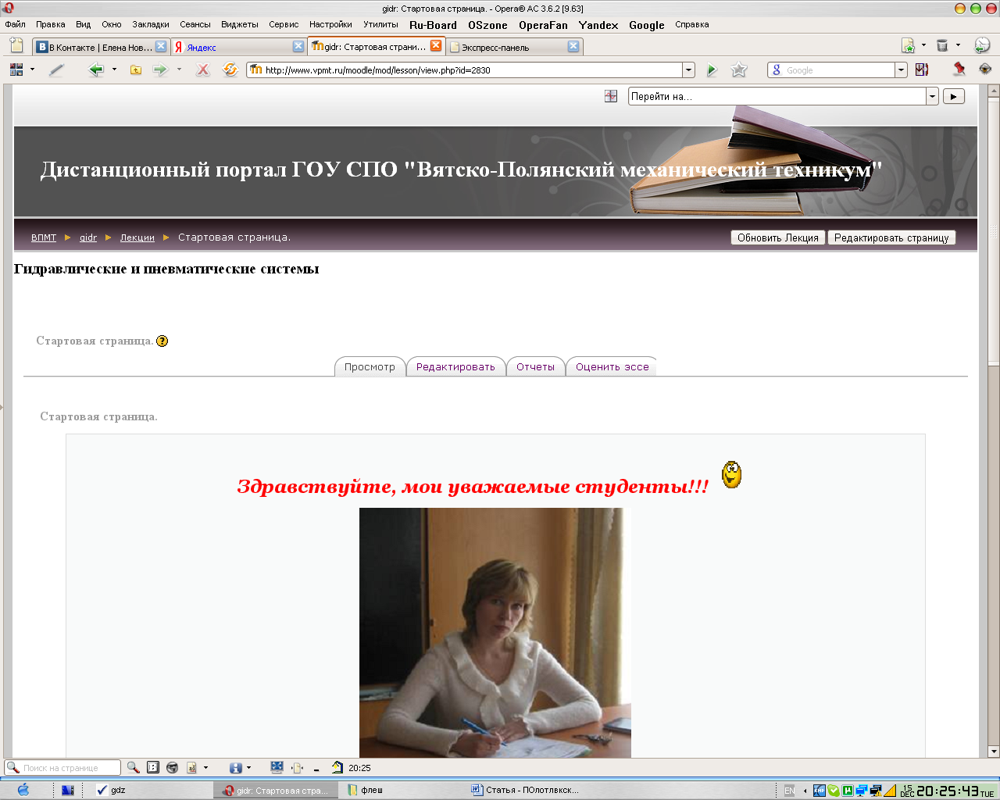 gidr: Стартовая страница. - Opera® AC 3.6.2 [9.63]
Файл Правка Вид Окно Закладки Сеансы Виджеты Сервис Настройки Утилиты Ru-Board OSzone OperaFan Yandex Google Справка
В Контакте | Елена Нов... Яндекс gidr: Стартовая страни... Экспресс-панель
http://www.vpmt.ru/moodle/mod/lesson/view.php?id=2830 Google
Перейти на...
Дистанционный портал ГОУ СПО "Вятско-Полянский механический техникум"
ВПМТ gidr Лекции Стартовая страница. Обновить Лекция Редактировать страницу
Гидравлические и пневматические системы
Стартовая страница.
Просмотр Редактировать Отчеты Оценить эссе
Стартовая страница.
Здравствуйте, мои уважаемые студенты!!!
Поиск на странице 20:25
gdz gidr: Стартовая стра... флеш Статья - ПОлотлвкск... EN 15 DEC 20:25:43 TUE